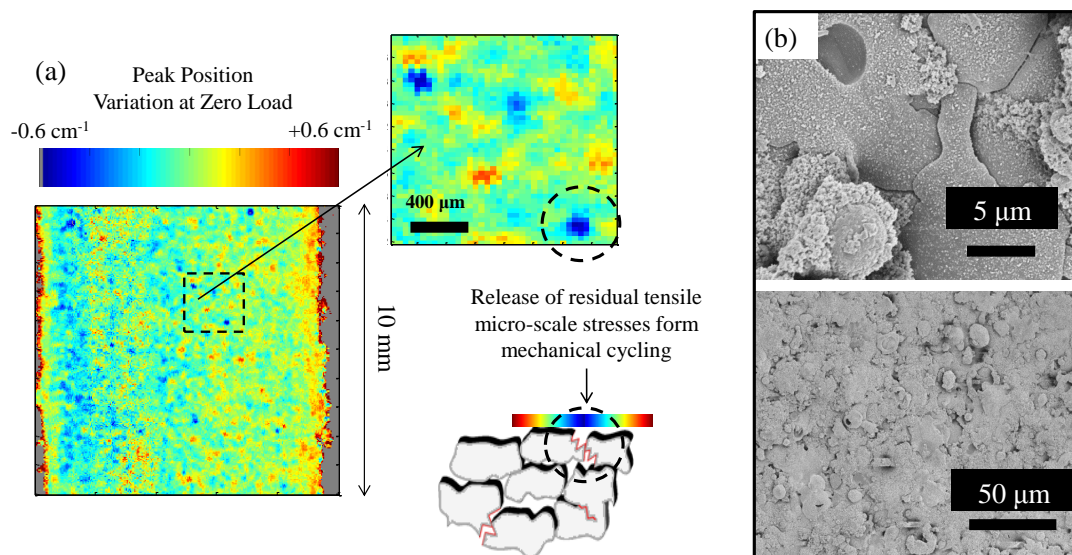 (a)
Peak Position
Variation at Zero Load
-0.6 cm⁻¹
+0.6 cm⁻¹
400 μm
10 mm
Release of residual tensile
micro-scale stresses form
mechanical cycling
(b)
5 μm
50 μm